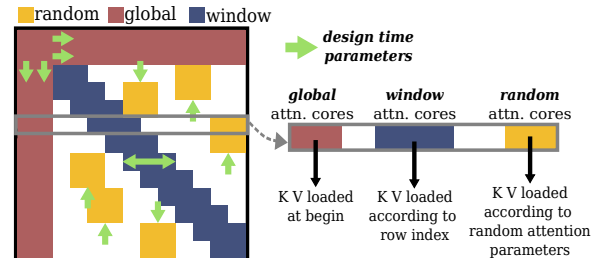 random global window
design time
parameters
global window random
attn. cores attn. cores attn. cores
K V loaded
at begin
K V loaded
according to
row index
K V loaded
according to
random attention
parameters